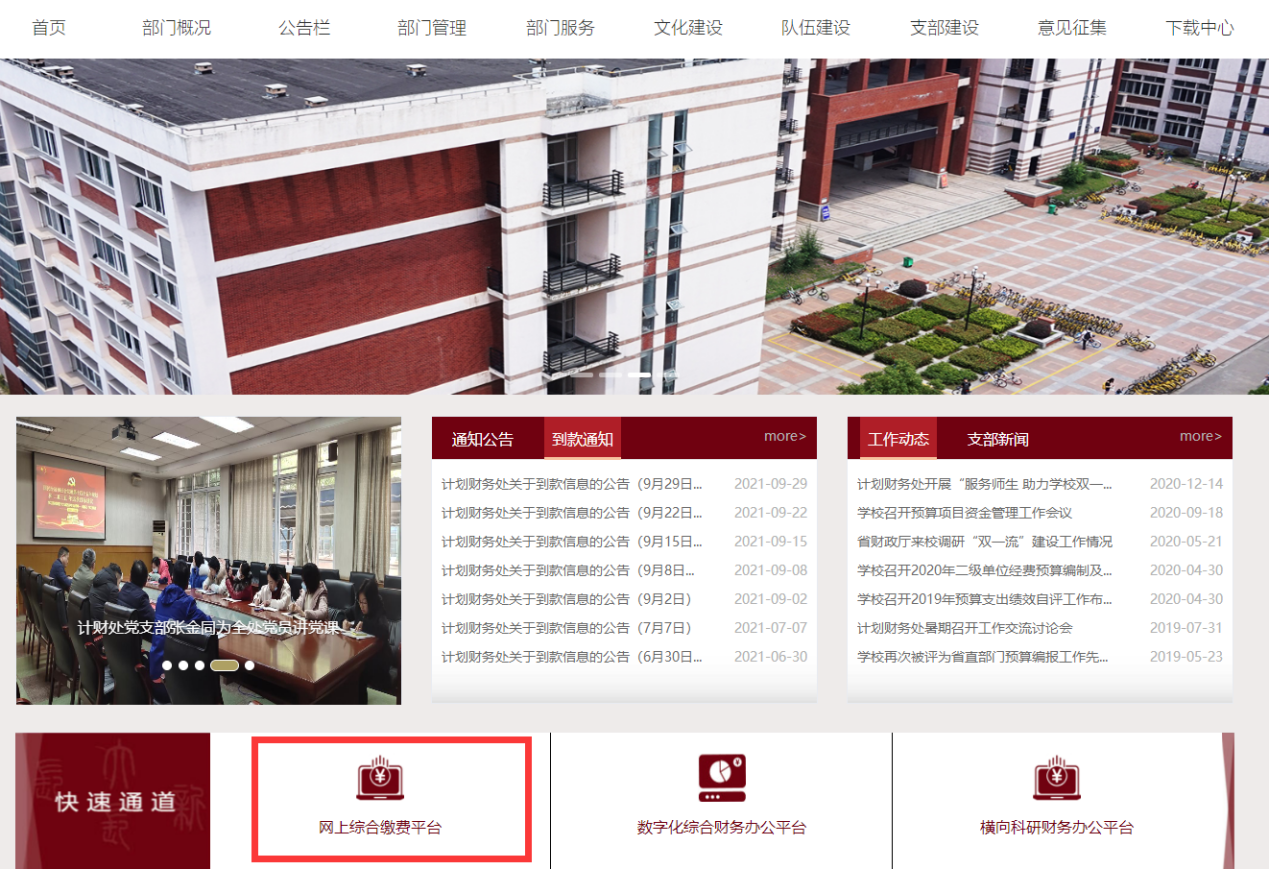 首页 部门概况 公告栏 部门管理 部门服务 文化建设 队伍建设 支部建设 意见征集 下载中心
计财处党支部张金同为全处党员讲党课
通知公告 到款通知 more>
计划财务处关于到款信息的公告（9月29日... 2021-09-29
计划财务处关于到款信息的公告（9月22日... 2021-09-22
计划财务处关于到款信息的公告（9月15日... 2021-09-15
计划财务处关于到款信息的公告（9月8日... 2021-09-08
计划财务处关于到款信息的公告（9月2日） 2021-09-02
计划财务处关于到款信息的公告（7月7日） 2021-07-07
计划财务处关于到款信息的公告（6月30日... 2021-06-30
工作动态 支部新闻 more>
计划财务处开展“服务师生 助力学校双一... 2020-12-14
学校召开预算项目资金管理工作会议 2020-09-18
省财政厅来校调研“双一流”建设工作情况 2020-05-21
学校召开2020年二级单位经费预算编制及... 2020-04-30
学校召开2019年预算支出绩效自评工作布... 2020-04-30
计划财务处暑期召开工作交流讨论会 2019-07-31
学校再次被评为省直部门预算编报工作先... 2019-05-23
快速通道
网上综合缴费平台
数字化综合财务办公平台
横向科研财务办公平台